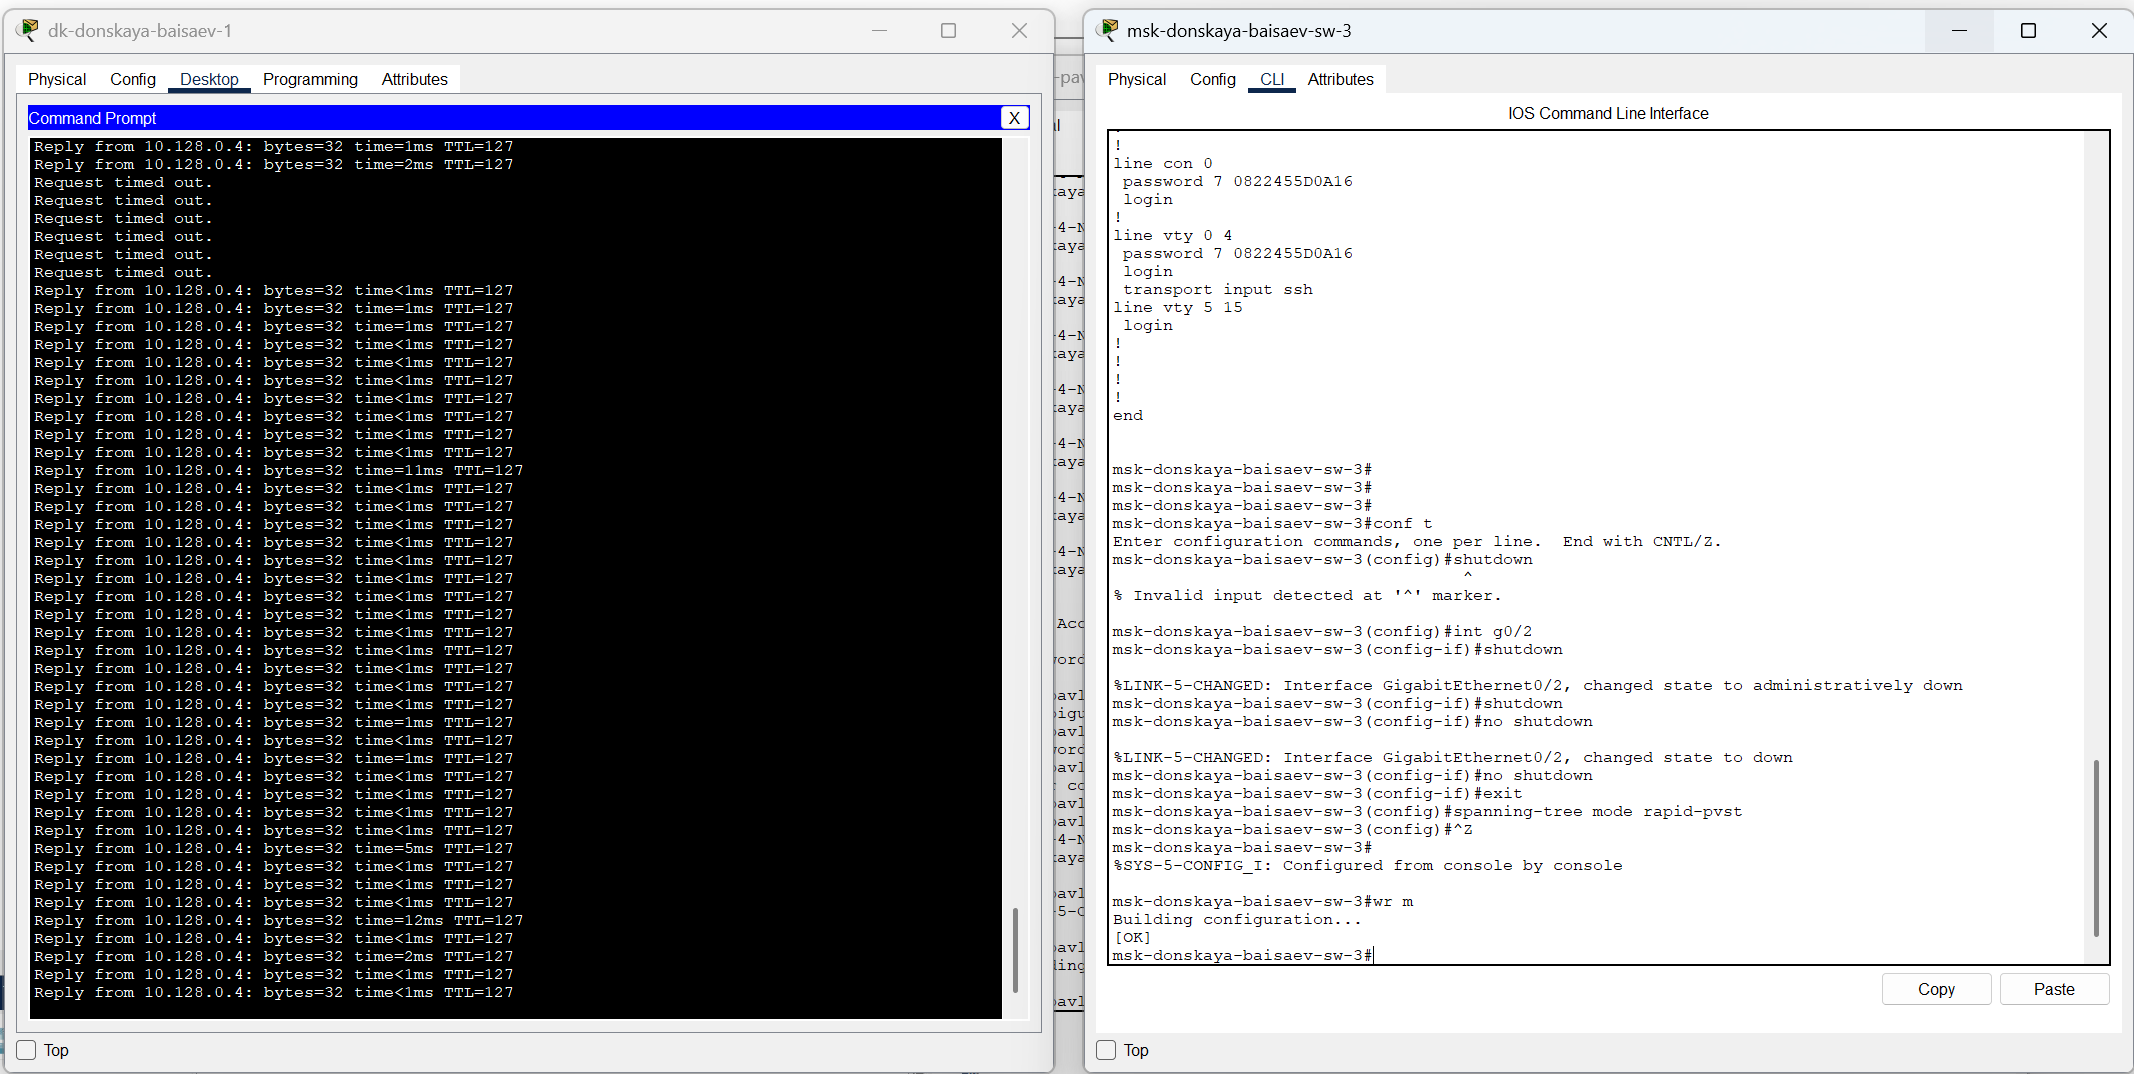 dk-donskaya-baisaev-1
Physical Config Desktop Programming Attributes
Command Prompt X
Reply from 10.128.0.4: bytes=32 time=1ms TTL=127
Reply from 10.128.0.4: bytes=32 time=2ms TTL=127
Request timed out.
Request timed out.
Request timed out.
Request timed out.
Request timed out.
Request timed out.
Reply from 10.128.0.4: bytes=32 time<1ms TTL=127
Reply from 10.128.0.4: bytes=32 time=1ms TTL=127
Reply from 10.128.0.4: bytes=32 time=1ms TTL=127
Reply from 10.128.0.4: bytes=32 time<1ms TTL=127
Reply from 10.128.0.4: bytes=32 time<1ms TTL=127
Reply from 10.128.0.4: bytes=32 time<1ms TTL=127
Reply from 10.128.0.4: bytes=32 time<1ms TTL=127
Reply from 10.128.0.4: bytes=32 time<1ms TTL=127
Reply from 10.128.0.4: bytes=32 time<1ms TTL=127
Reply from 10.128.0.4: bytes=32 time<1ms TTL=127
Reply from 10.128.0.4: bytes=32 time=11ms TTL=127
Reply from 10.128.0.4: bytes=32 time<1ms TTL=127
Reply from 10.128.0.4: bytes=32 time<1ms TTL=127
Reply from 10.128.0.4: bytes=32 time<1ms TTL=127
Reply from 10.128.0.4: bytes=32 time<1ms TTL=127
Reply from 10.128.0.4: bytes=32 time<1ms TTL=127
Reply from 10.128.0.4: bytes=32 time<1ms TTL=127
Reply from 10.128.0.4: bytes=32 time<1ms TTL=127
Reply from 10.128.0.4: bytes=32 time<1ms TTL=127
Reply from 10.128.0.4: bytes=32 time<1ms TTL=127
Reply from 10.128.0.4: bytes=32 time<1ms TTL=127
Reply from 10.128.0.4: bytes=32 time<1ms TTL=127
Reply from 10.128.0.4: bytes=32 time<1ms TTL=127
Reply from 10.128.0.4: bytes=32 time<1ms TTL=127
Reply from 10.128.0.4: bytes=32 time=1ms TTL=127
Reply from 10.128.0.4: bytes=32 time<1ms TTL=127
Reply from 10.128.0.4: bytes=32 time=1ms TTL=127
Reply from 10.128.0.4: bytes=32 time<1ms TTL=127
Reply from 10.128.0.4: bytes=32 time<1ms TTL=127
Reply from 10.128.0.4: bytes=32 time<1ms TTL=127
Reply from 10.128.0.4: bytes=32 time<1ms TTL=127
Reply from 10.128.0.4: bytes=32 time=5ms TTL=127
Reply from 10.128.0.4: bytes=32 time<1ms TTL=127
Reply from 10.128.0.4: bytes=32 time<1ms TTL=127
Reply from 10.128.0.4: bytes=32 time<1ms TTL=127
Reply from 10.128.0.4: bytes=32 time=12ms TTL=127
Reply from 10.128.0.4: bytes=32 time<1ms TTL=127
Reply from 10.128.0.4: bytes=32 time=2ms TTL=127
Reply from 10.128.0.4: bytes=32 time<1ms TTL=127
Reply from 10.128.0.4: bytes=32 time<1ms TTL=127
Top
msk-donskaya-baisaev-sw-3
Physical Config CLI Attributes
IOS Command Line Interface
!
line con 0
password 7 0822455D0A16
login
!
line vty 0 4
password 7 0822455D0A16
login
transport input ssh
line vty 5 15
login
!
!
!
!
end
msk-donskaya-baisaev-sw-3#
msk-donskaya-baisaev-sw-3#
msk-donskaya-baisaev-sw-3#
msk-donskaya-baisaev-sw-3#conf t
Enter configuration commands, one per line. End with CNTL/Z.
msk-donskaya-baisaev-sw-3(config)#shutdown
^
% Invalid input detected at '^' marker.
msk-donskaya-baisaev-sw-3(config)#int g0/2
msk-donskaya-baisaev-sw-3(config-if)#shutdown
%LINK-5-CHANGED: Interface GigabitEthernet0/2, changed state to administratively down
msk-donskaya-baisaev-sw-3(config-if)#shutdown
msk-donskaya-baisaev-sw-3(config-if)#no shutdown
%LINK-5-CHANGED: Interface GigabitEthernet0/2, changed state to down
msk-donskaya-baisaev-sw-3(config-if)#no shutdown
msk-donskaya-baisaev-sw-3(config-if)#exit
msk-donskaya-baisaev-sw-3(config)#spanning-tree mode rapid-pvst
msk-donskaya-baisaev-sw-3(config)#^Z
msk-donskaya-baisaev-sw-3#
%SYS-5-CONFIG_I: Configured from console by console
msk-donskaya-baisaev-sw-3#wr m
Building configuration...
[OK]
msk-donskaya-baisaev-sw-3#
Copy Paste
Top